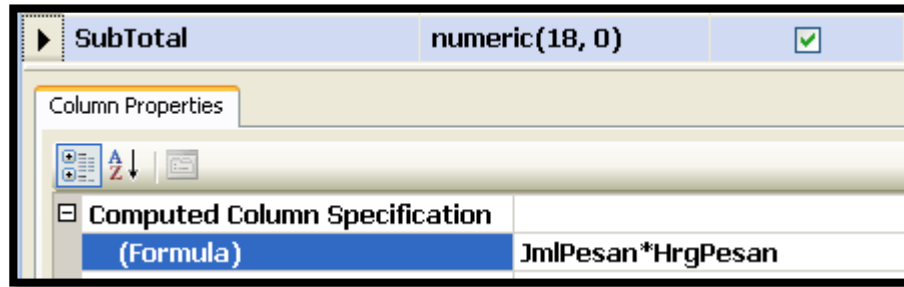 SubTotal numeric(18, 0)
Column Properties
A
Z
Computed Column Specification
(Formula) JmlPesan*HrgPesan